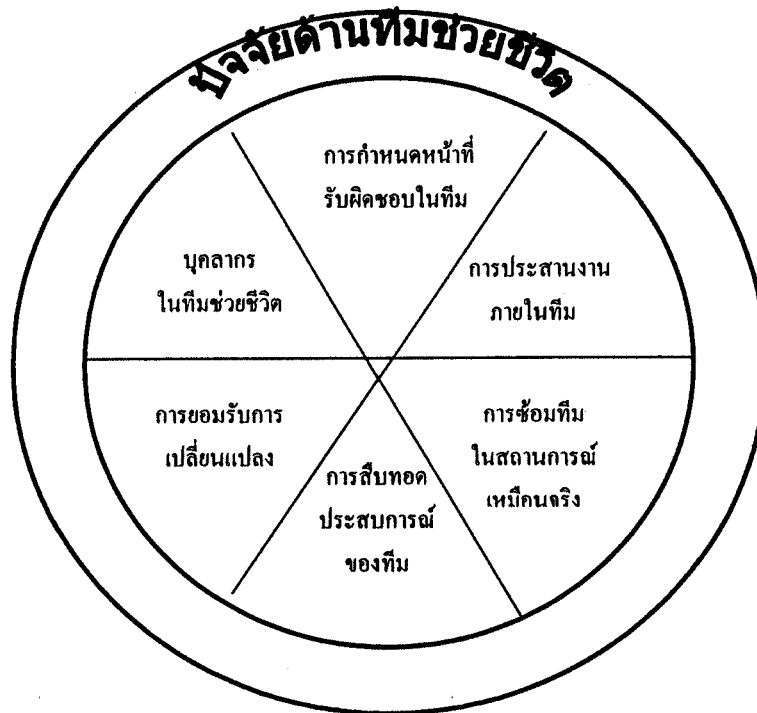 ปัจจัยด้านทีมช่วยชีวิต
การกำหนดหน้าที่
รับผิดชอบในทีม
บุคลากร
ในทีมช่วยชีวิต
การประสานงาน
ภายในทีม
การยอมรับการ
เปลี่ยนแปลง
การซ้อมทีม
ในสถานการณ์
เหมือนจริง
การสืบทอด
ประสบการณ์
ของทีม